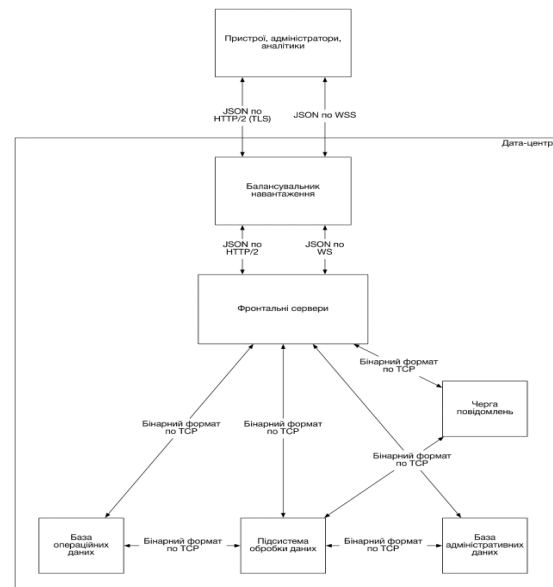 Пристрої, адміністратори,
аналітики
JSON по
HTTP/2 (TLS)
JSON по WSS
Дата-центр
Балансувальник
навантаження
JSON по
HTTP/2
JSON по
WS
Фронтальні сервери
Бінарний формат
по TCP
Черга
повідомлень
Бінарний формат
по TCP
Бінарний формат
по TCP
Бінарний формат
по TCP
База
операційних
даних
Бінарний формат
по TCP
Підсистема
обробки даних
Бінарний формат
по TCP
База
адміністративних
даних